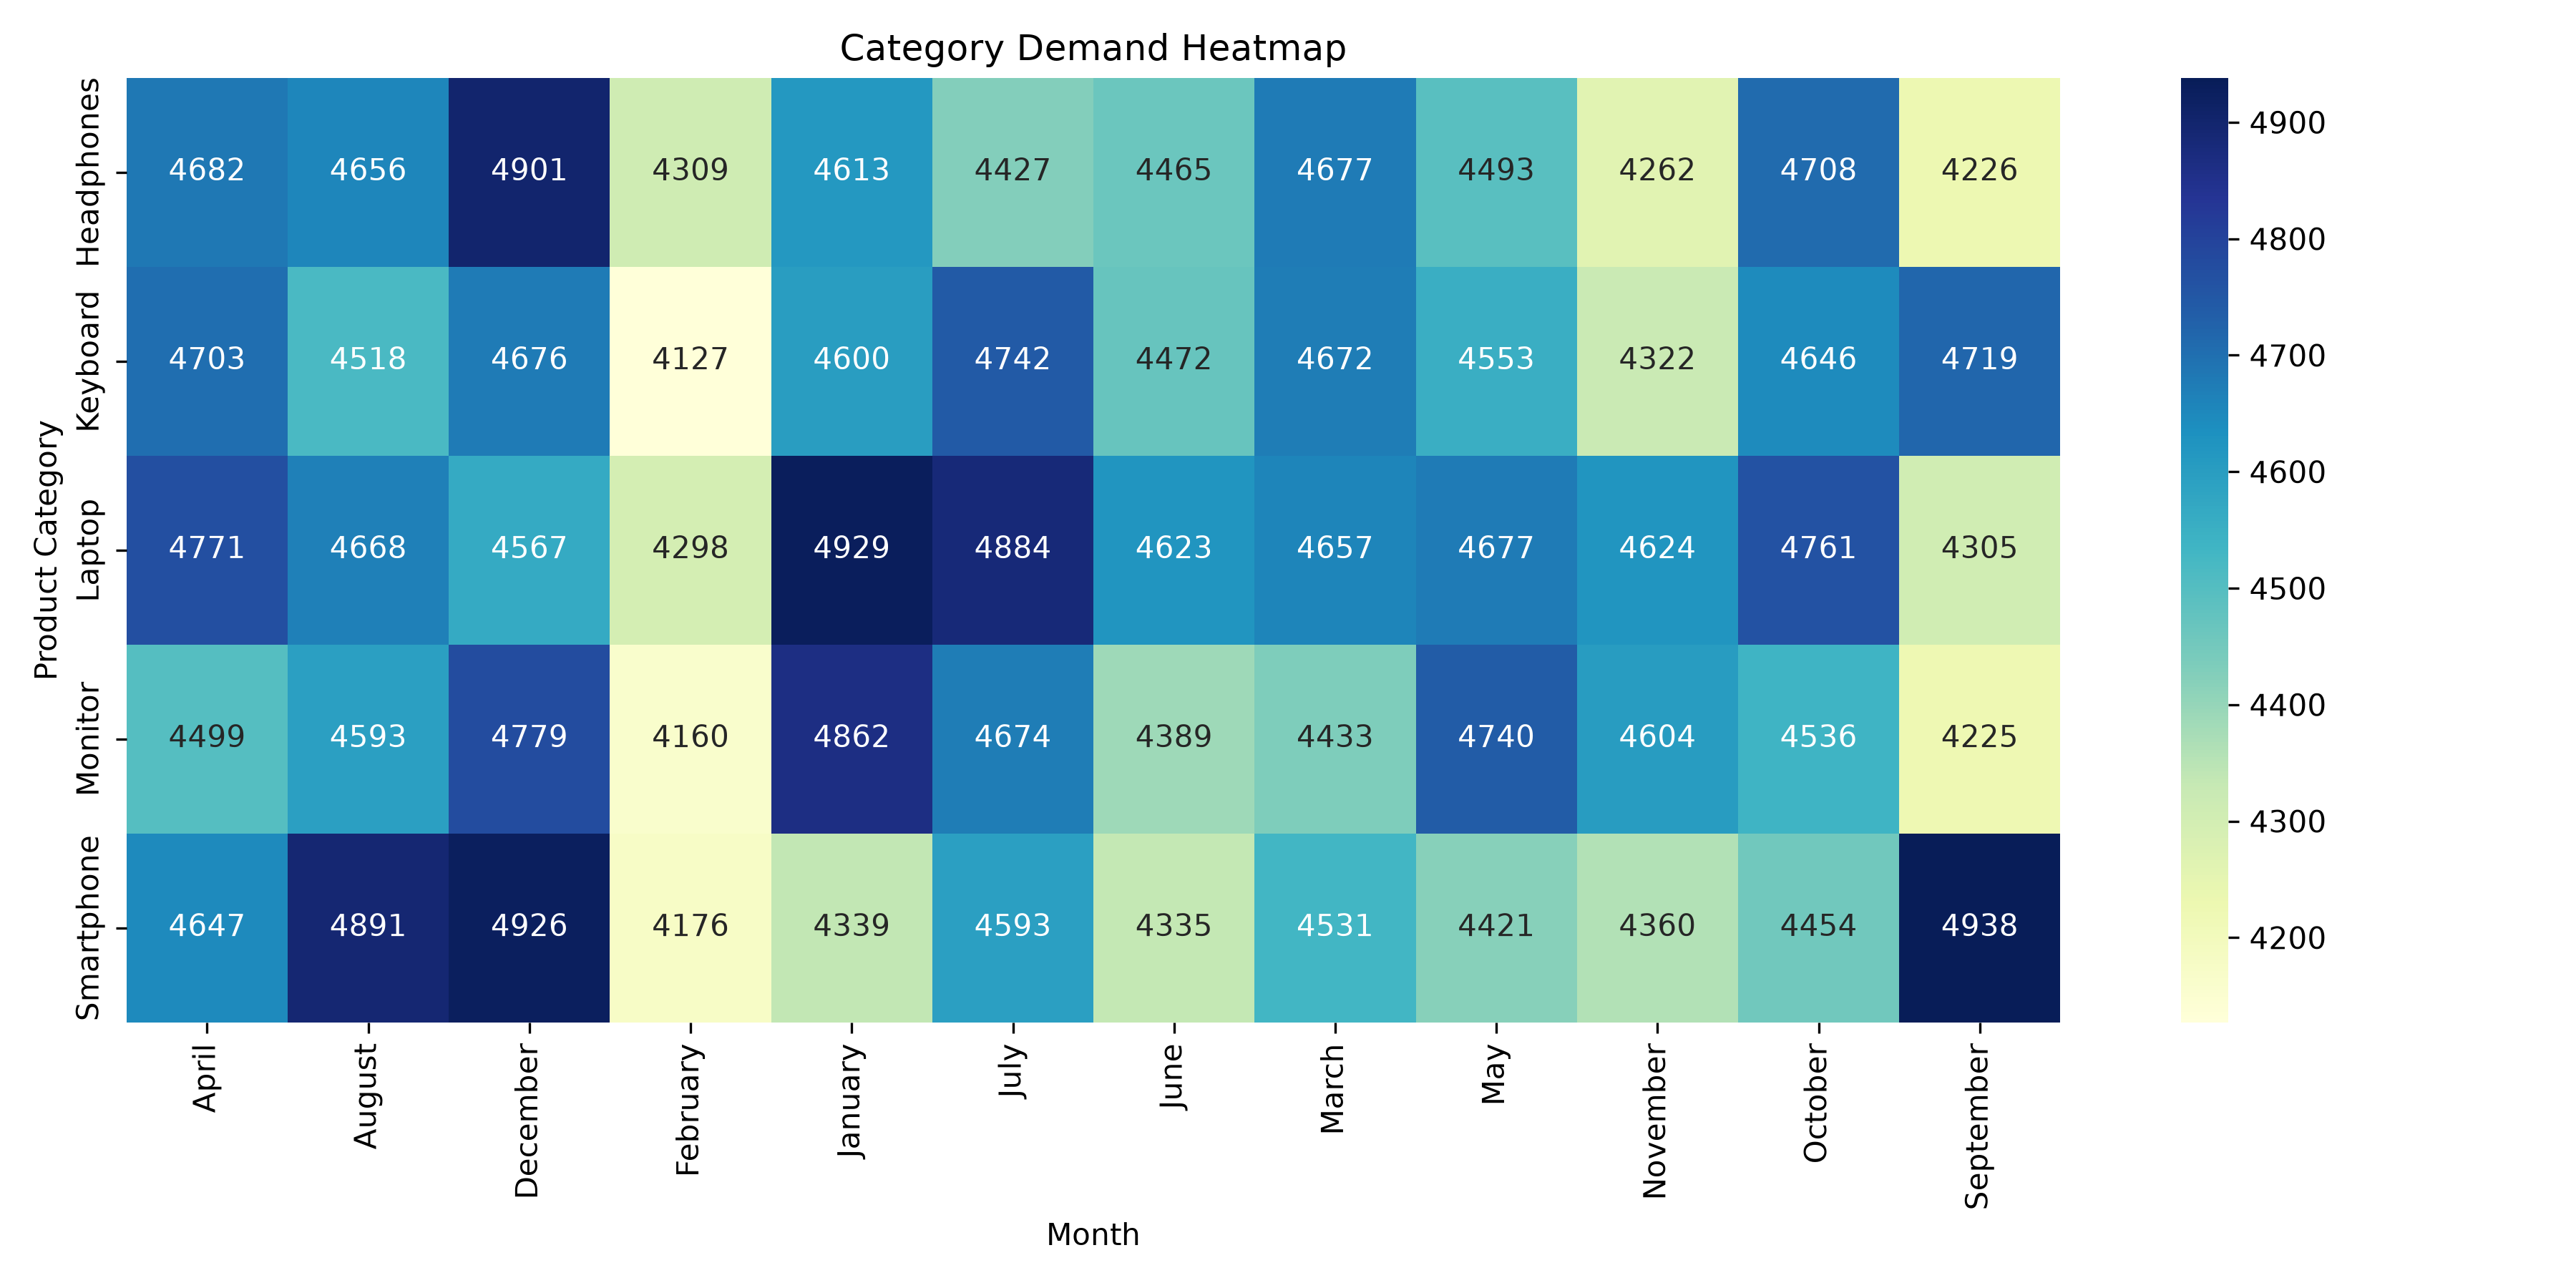 Category Demand Heatmap
Product Category
Headphones 4682 4656 4901 4309 4613 4427 4465 4677 4493 4262 4708 4226
Keyboard 4703 4518 4676 4127 4600 4742 4472 4672 4553 4322 4646 4719
Laptop 4771 4668 4567 4298 4929 4884 4623 4657 4677 4624 4761 4305
Monitor 4499 4593 4779 4160 4862 4674 4389 4433 4740 4604 4536 4225
Smartphone 4647 4891 4926 4176 4339 4593 4335 4531 4421 4360 4454 4938
April August December February January July June March May November October September
Month
4900
4800
4700
4600
4500
4400
4300
4200